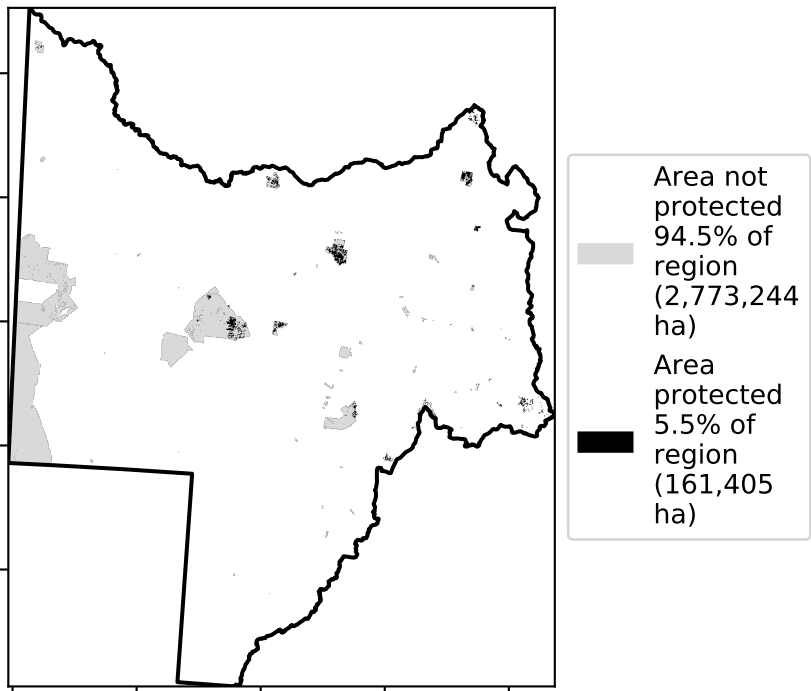 Area not
protected
94.5% of
region
(2,773,244
ha)
Area
protected
5.5% of
region
(161,405
ha)